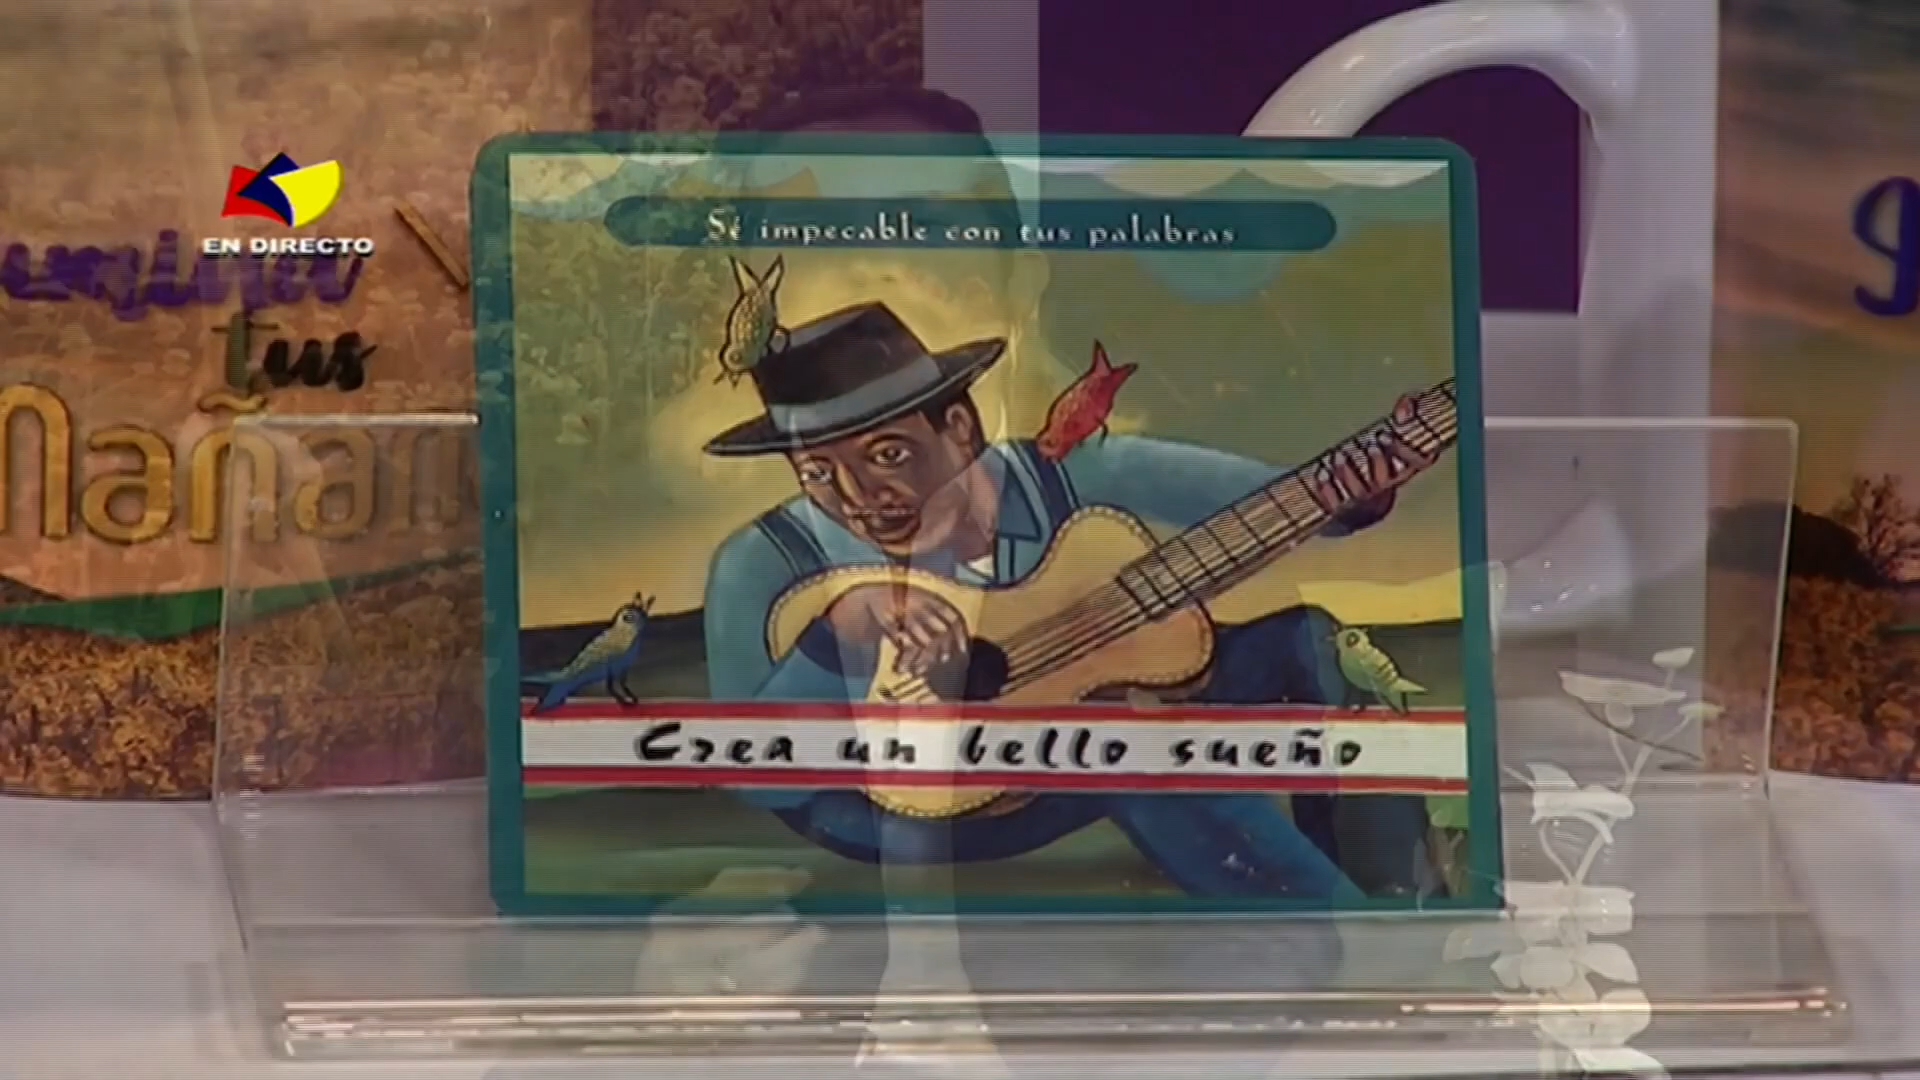 EN DIRECTO
tus
Sé impecable con tus palabras
Crea un bello sueño